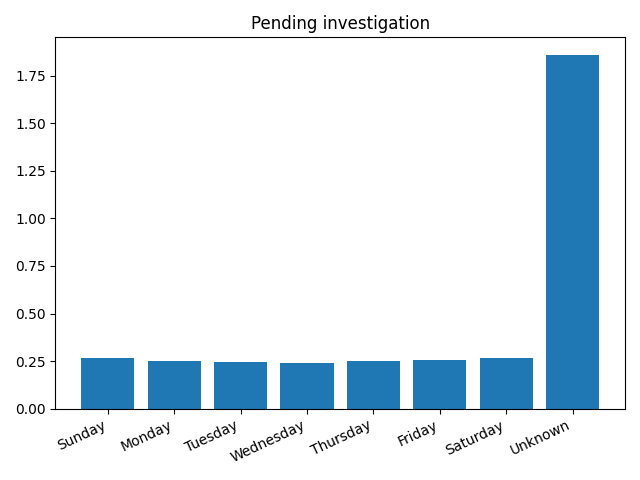 Pending investigation
1.75
1.50
1.25
1.00
0.75
0.50
0.25
0.00
Sunday
Monday
Tuesday
Wednesday
Thursday
Friday
Saturday
Unknown